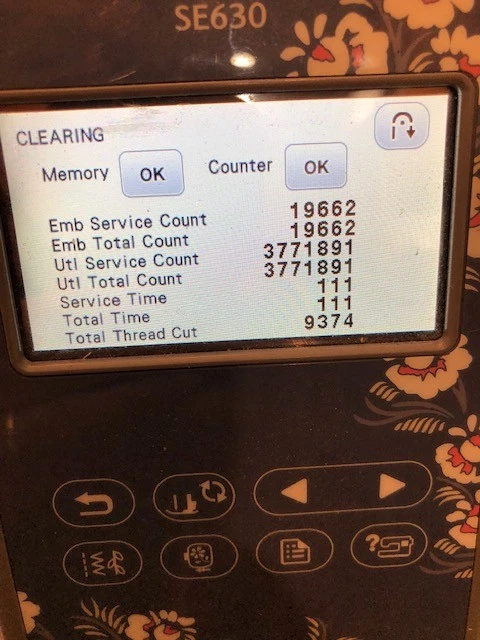 SE630
CLEARING
Memory OK Counter OK
Emb Service Count 19662
Emb Total Count 19662
Utl Service Count 3771891
Utl Total Count 3771891
Service Time 111
Total Time 111
Total Thread Cut 9374
?